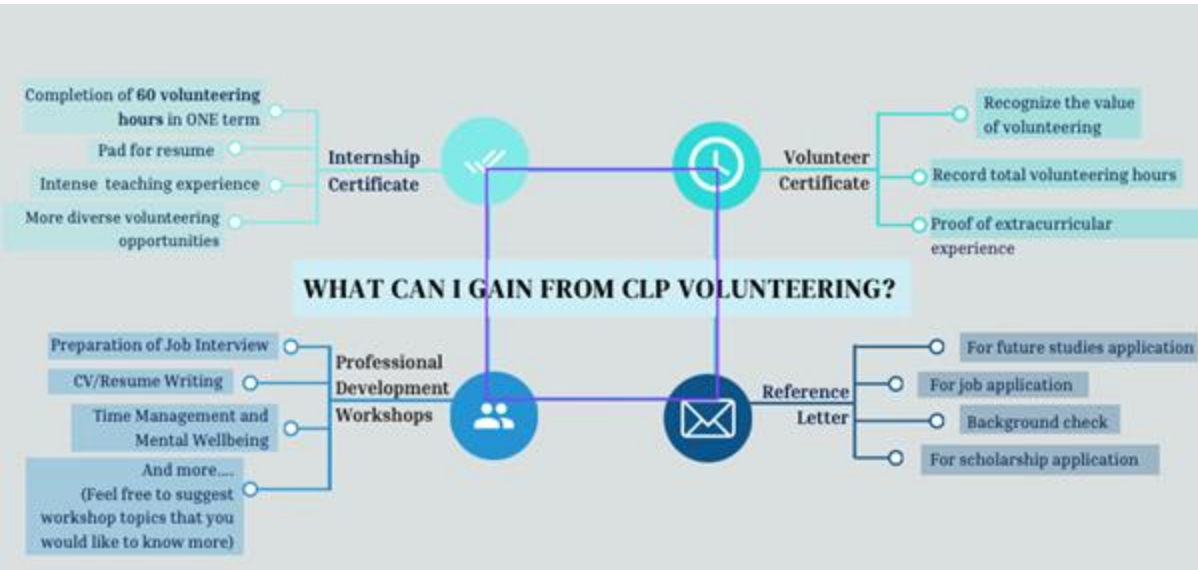 Completion of 60 volunteering
hours in ONE term
Pad for resume
Intense teaching experience
More diverse volunteering
opportunities
Internship
Certificate
Volunteer
Certificate
Recognize the value
of volunteering
Record total volunteering hours
Proof of extracurricular
experience
WHAT CAN I GAIN FROM CLP VOLUNTEERING?
Preparation of Job Interview
CV/Resume Writing
Time Management and
Mental Wellbeing
And more....
(Feel free to suggest
workshop topics that you
would like to know more)
Professional
Development
Workshops
Reference
Letter
For future studies application
For job application
Background check
For scholarship application